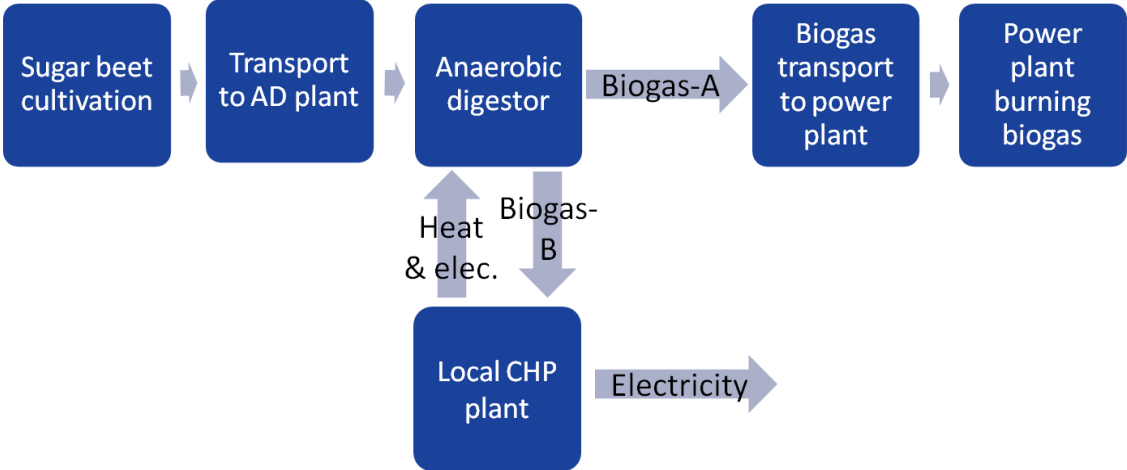 Sugar beet
cultivation
Transport
to AD plant
Anaerobic
digestor
Biogas-A
Biogas
transport
to power
plant
Power
plant
burning
biogas
Heat
& elec.
Biogas-
B
Local CHP
plant
Electricity